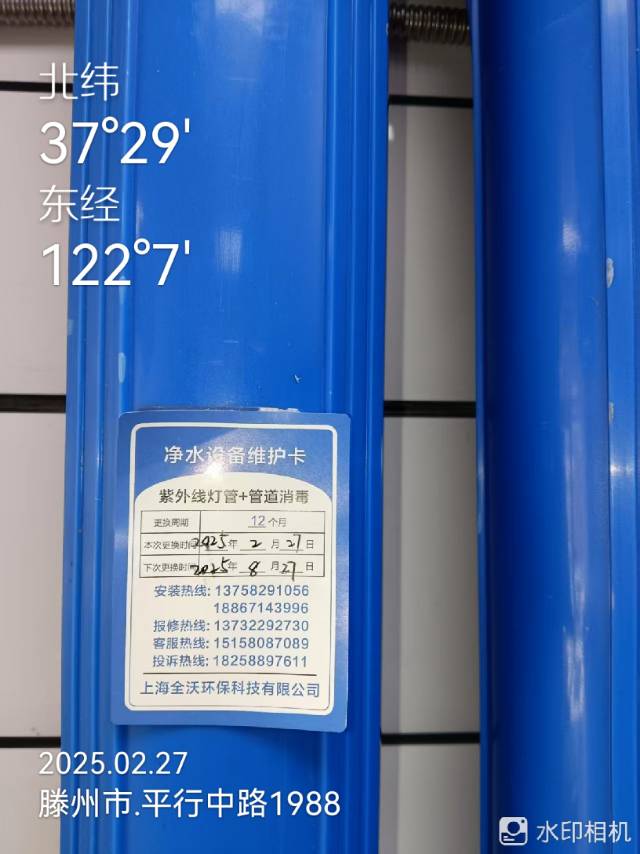 北纬
37°29'
东经
122°7'
净水设备维护卡
紫外线灯管+管道消毒
更换周期 12个月
本次更换时间 2025年 2月 27日
下次更换时间 2025年 8月 27日
安装热线: 13758291056
18867143996
报修热线: 13732292730
客服热线: 15158087089
投诉热线: 18258897611
上海全沃环保科技有限公司
2025.02.27
滕州市.平行中路1988
水印相机